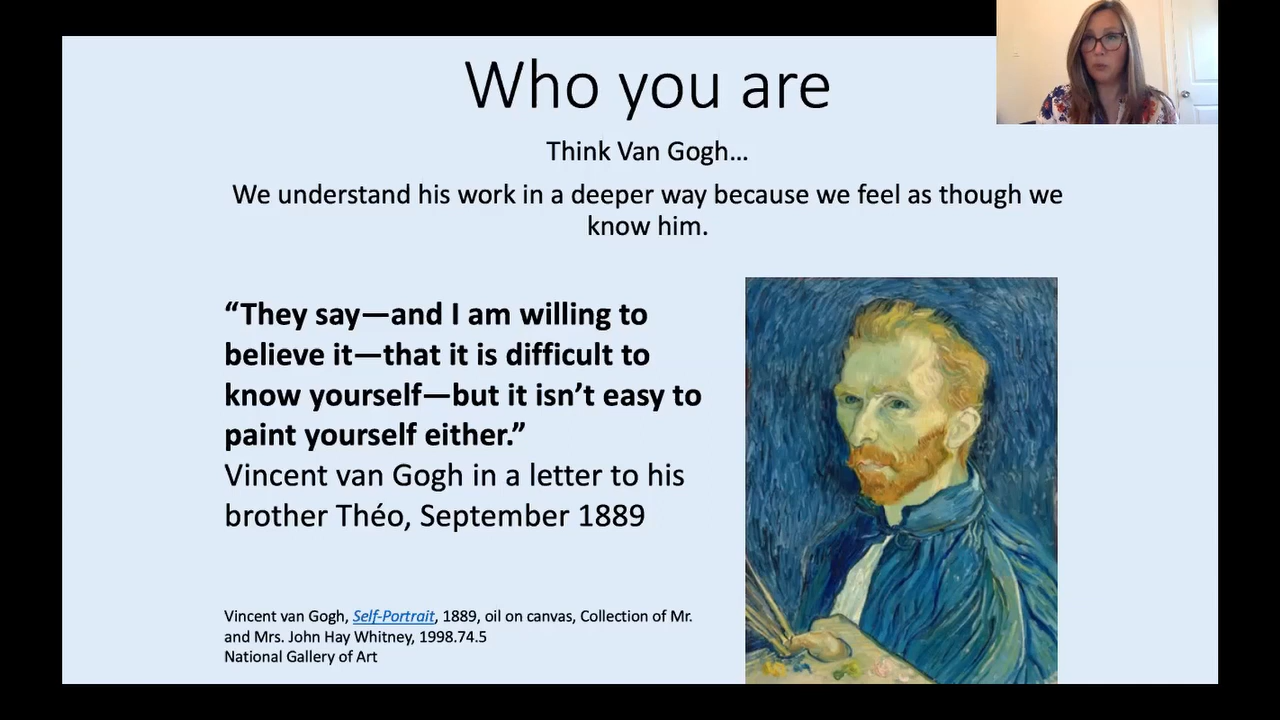 Who you are
Think Van Gogh...
We understand his work in a deeper way because we feel as though we
know him.
“They say—and I am willing to
believe it—that it is difficult to
know yourself—but it isn’t easy to
paint yourself either.”
Vincent van Gogh in a letter to his
brother Théo, September 1889
Vincent van Gogh, Self-Portrait, 1889, oil on canvas, Collection of Mr.
and Mrs. John Hay Whitney, 1998.74.5
National Gallery of Art